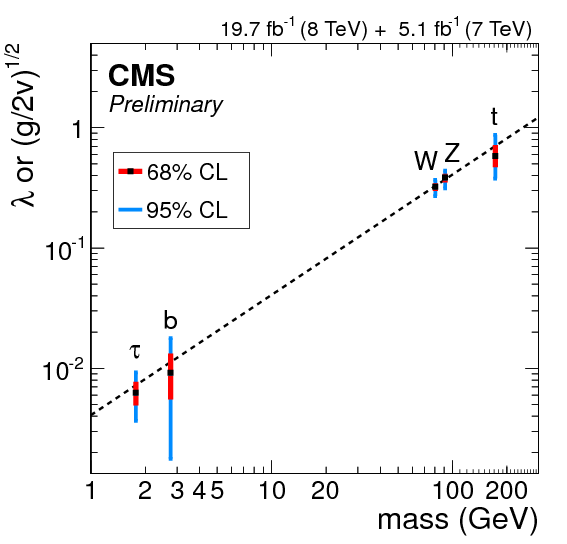 19.7 fb⁻¹ (8 TeV) + 5.1 fb⁻¹ (7 TeV)
CMS
Preliminary
68% CL
95% CL
λ or (g/2v)^1/2
1
10⁻¹
10⁻²
τ
b
W
Z
t
1 2 3 4 5 10 20 100 200
mass (GeV)